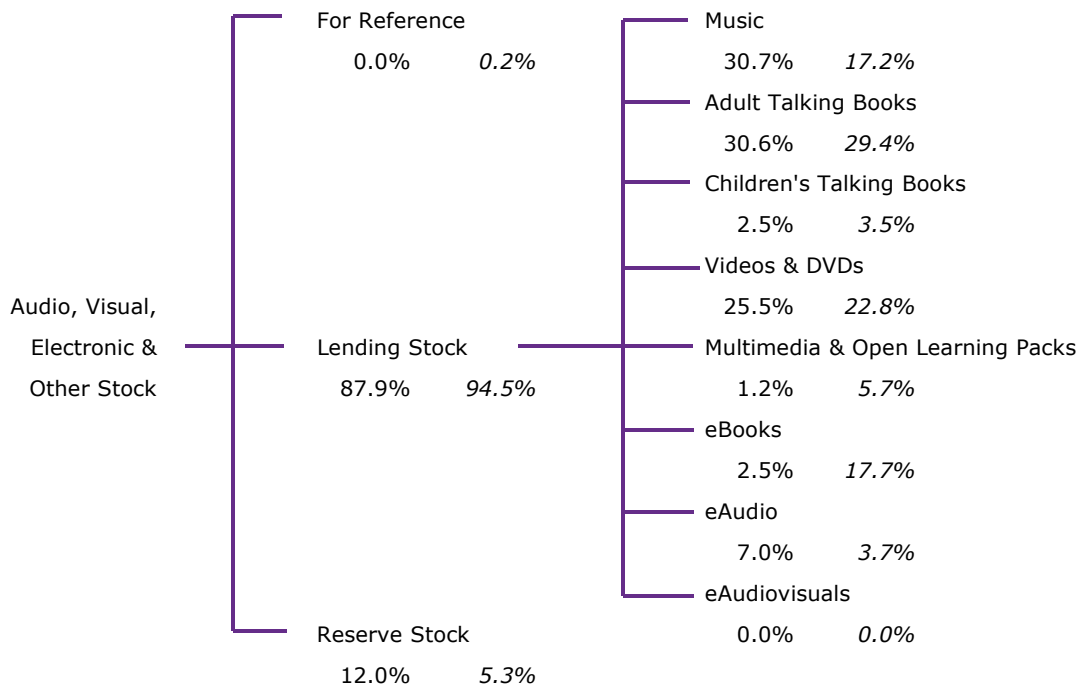 For Reference
0.0% 0.2%
Audio, Visual,
Electronic &
Other Stock
Lending Stock
87.9% 94.5%
Reserve Stock
12.0% 5.3%
Music
30.7% 17.2%
Adult Talking Books
30.6% 29.4%
Children's Talking Books
2.5% 3.5%
Videos & DVDs
25.5% 22.8%
Multimedia & Open Learning Packs
1.2% 5.7%
eBooks
2.5% 17.7%
eAudio
7.0% 3.7%
eAudiovisuals
0.0% 0.0%